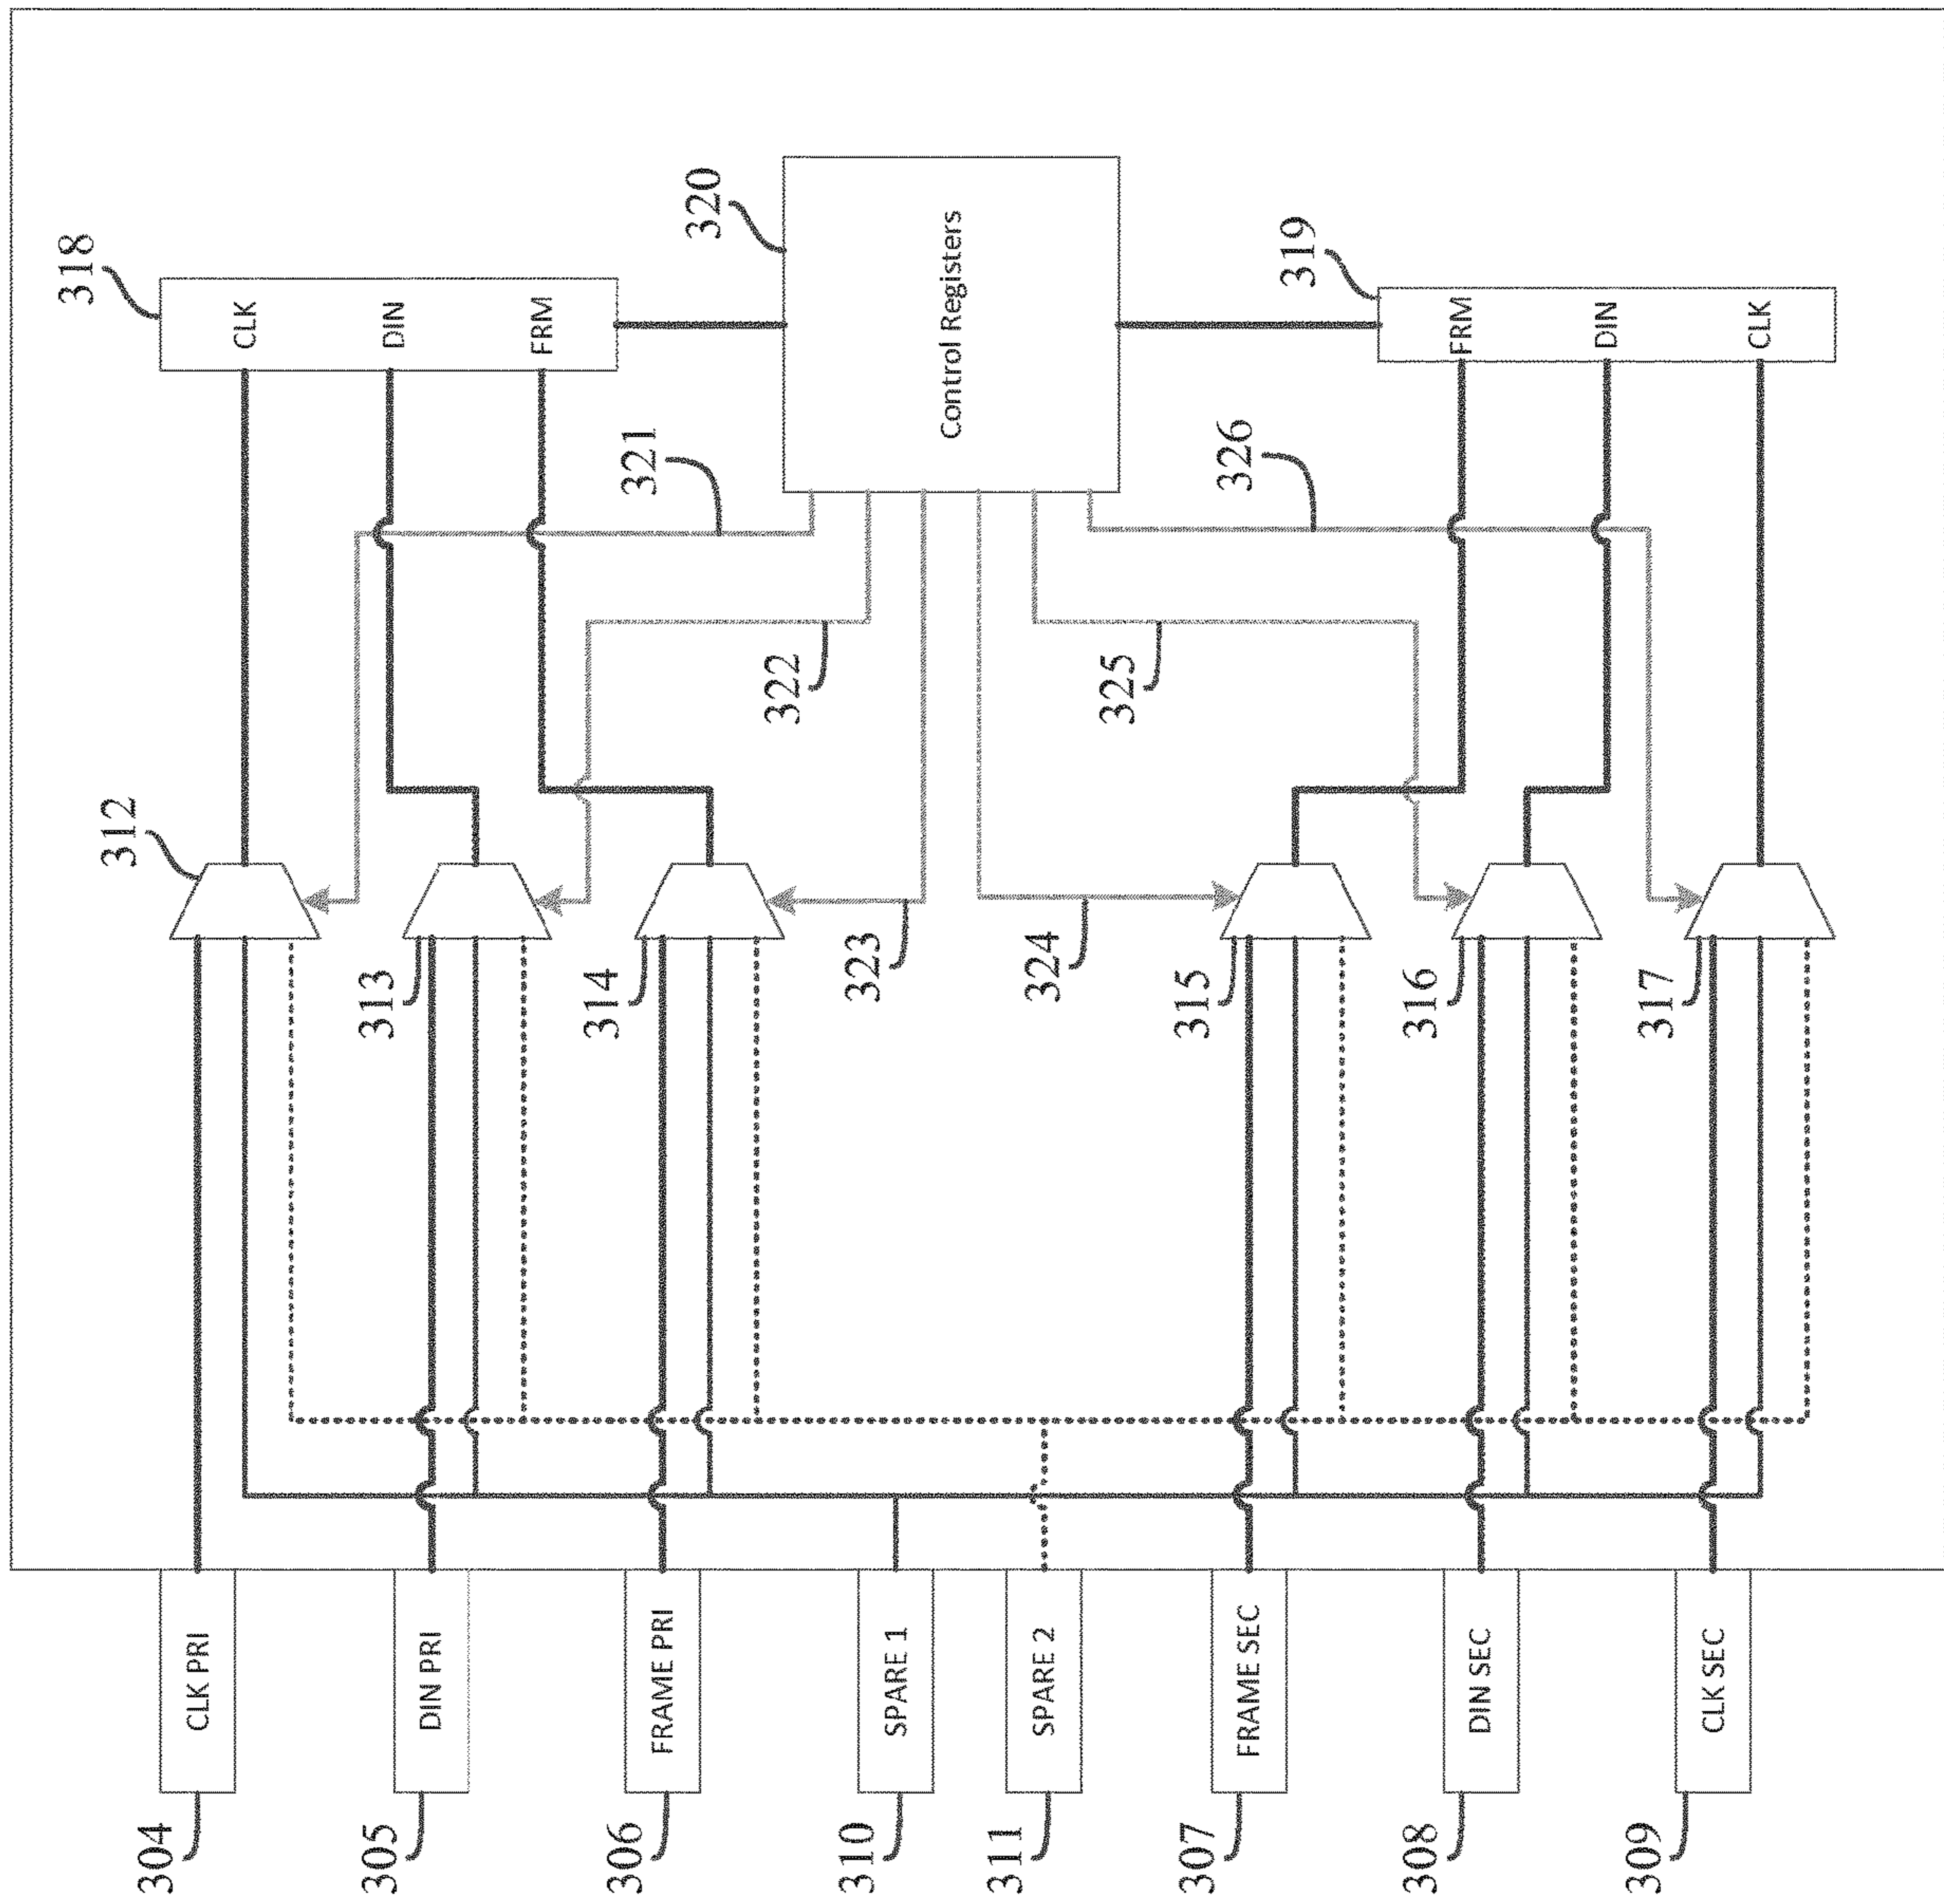 318
CLK
DIN
FRM
320
Control Registers
319
FRM
DIN
CLK
321
326
322
325
312
313
314
323
324
315
316
317
CLK PRI
DIN PRI
FRAME PRI
SPARE 1
SPARE 2
FRAME SEC
DIN SEC
CLK SEC
304
305
306
310
311
307
308
309